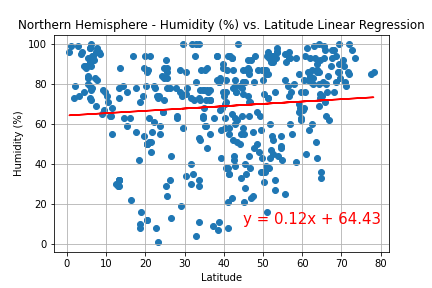 Northern Hemisphere - Humidity (%) vs. Latitude Linear Regression
100
80
60
40
20
0
Humidity (%)
y = 0.12x + 64.43
0 10 20 30 40 50 60 70 80
Latitude